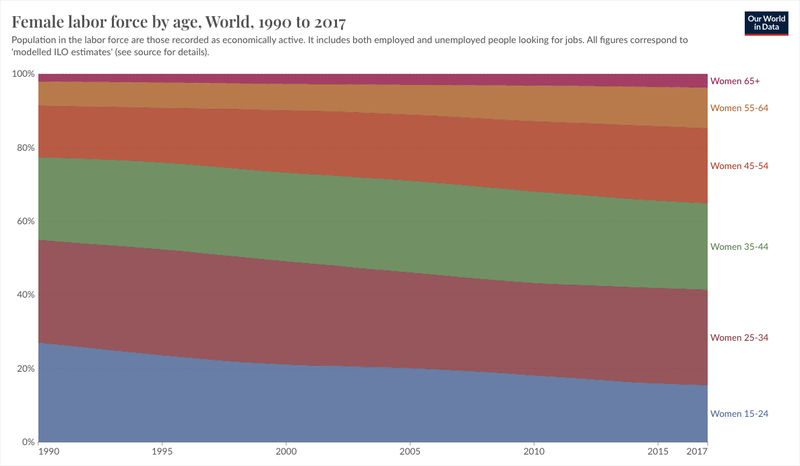 Female labor force by age, World, 1990 to 2017
Our World
in Data
Population in the labor force are those recorded as economically active. It includes both employed and unemployed people looking for jobs. All figures correspond to
'modelled ILO estimates' (see source for details).
100%
80%
60%
40%
20%
0%
Women 65+
Women 55-64
Women 45-54
Women 35-44
Women 25-34
Women 15-24
1990
1995
2000
2005
2010
2015
2017